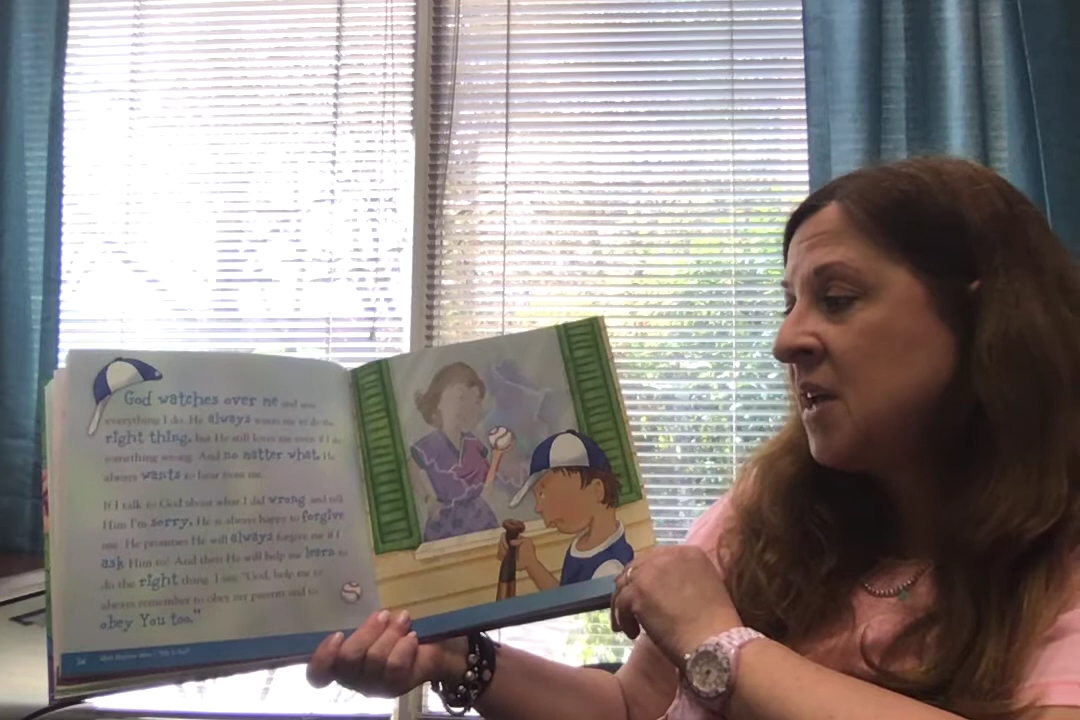 God watches over me and sees
everything I do. He always wants me to do the
right thing, but He still loves me even if I do
something wrong. And no matter what, He
always wants to hear from me.
If I talk to God about what I did wrong and tell
Him I'm sorry, He is always happy to forgive
me. He promises He will always forgive me if I
ask Him to! And then He will help me learn to
do the right thing. I say, "God, help me to
always remember to obey my parents and to
obey You too."